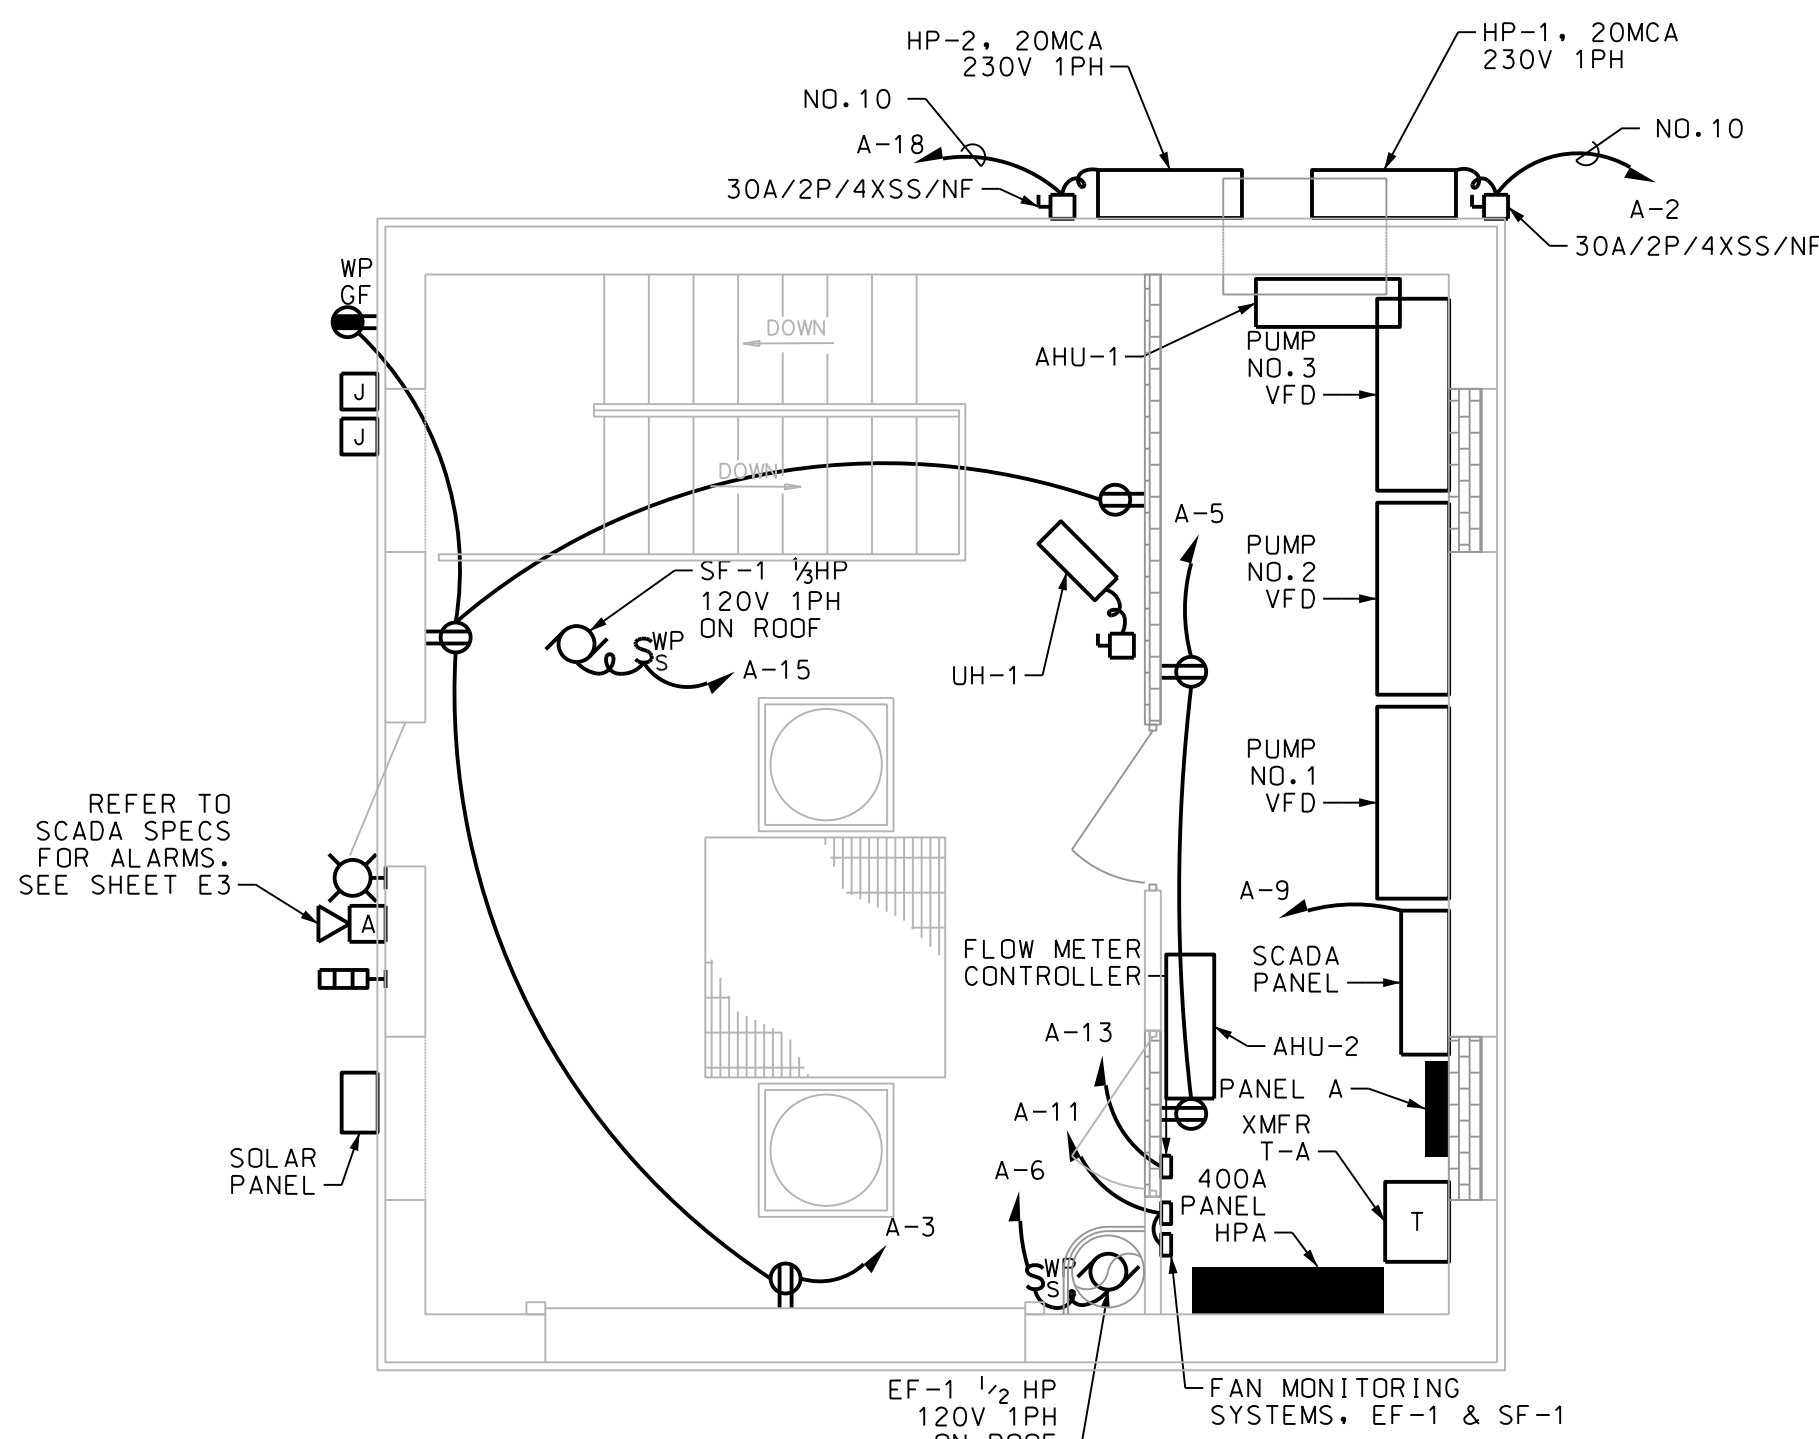 HP-2, 20MCA
230V 1PH
HP-1, 20MCA
230V 1PH
NO.10
NO.10
A-18
30A/2P/4XSS/NF
A-2
30A/2P/4XSS/NF
WP
GF
J
J
DOWN
DOWN
AHU-1
PUMP
NO.3
VFD
A-5
PUMP
NO.2
VFD
SF-1 ⅓HP
120V 1PH
ON ROOF
S WP
S
A-15
UH-1
PUMP
NO.1
VFD
REFER TO
SCADA SPECS
FOR ALARMS.
SEE SHEET E3
A
A-9
FLOW METER
CONTROLLER
SCADA
PANEL
A-13
AHU-2
PANEL A
A-11
XMFR
T-A
SOLAR
PANEL
A-6
400A
PANEL
HPA
T
A-3
S WP
S
EF-1 1/2 HP
120V 1PH
ON ROOF
FAN MONITORING
SYSTEMS, EF-1 & SF-1